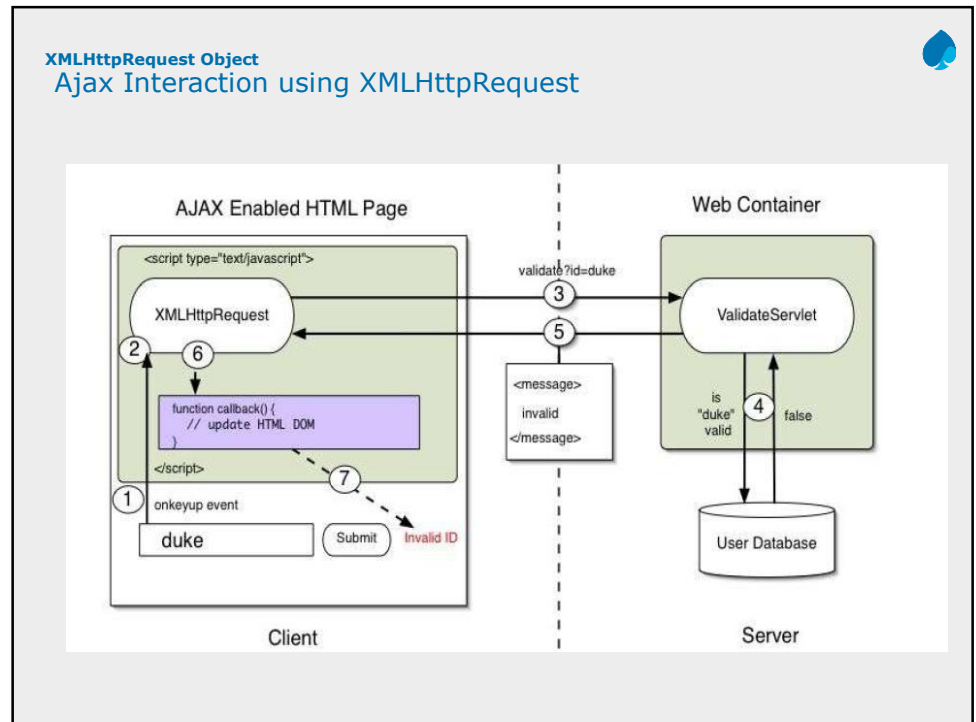 XMLHttpRequest Object
Ajax Interaction using XMLHttpRequest
AJAX Enabled HTML Page
Web Container
<script type="text/javascript">
validate?id=duke
3
XMLHttpRequest
ValidateServlet
5
2
6
<message>
invalid
</message>
is
"duke"
valid
4
false
function callback() {
// update HTML DOM
}
</script>
7
1
onkeyup event
duke
Submit
Invalid ID
User Database
Client
Server